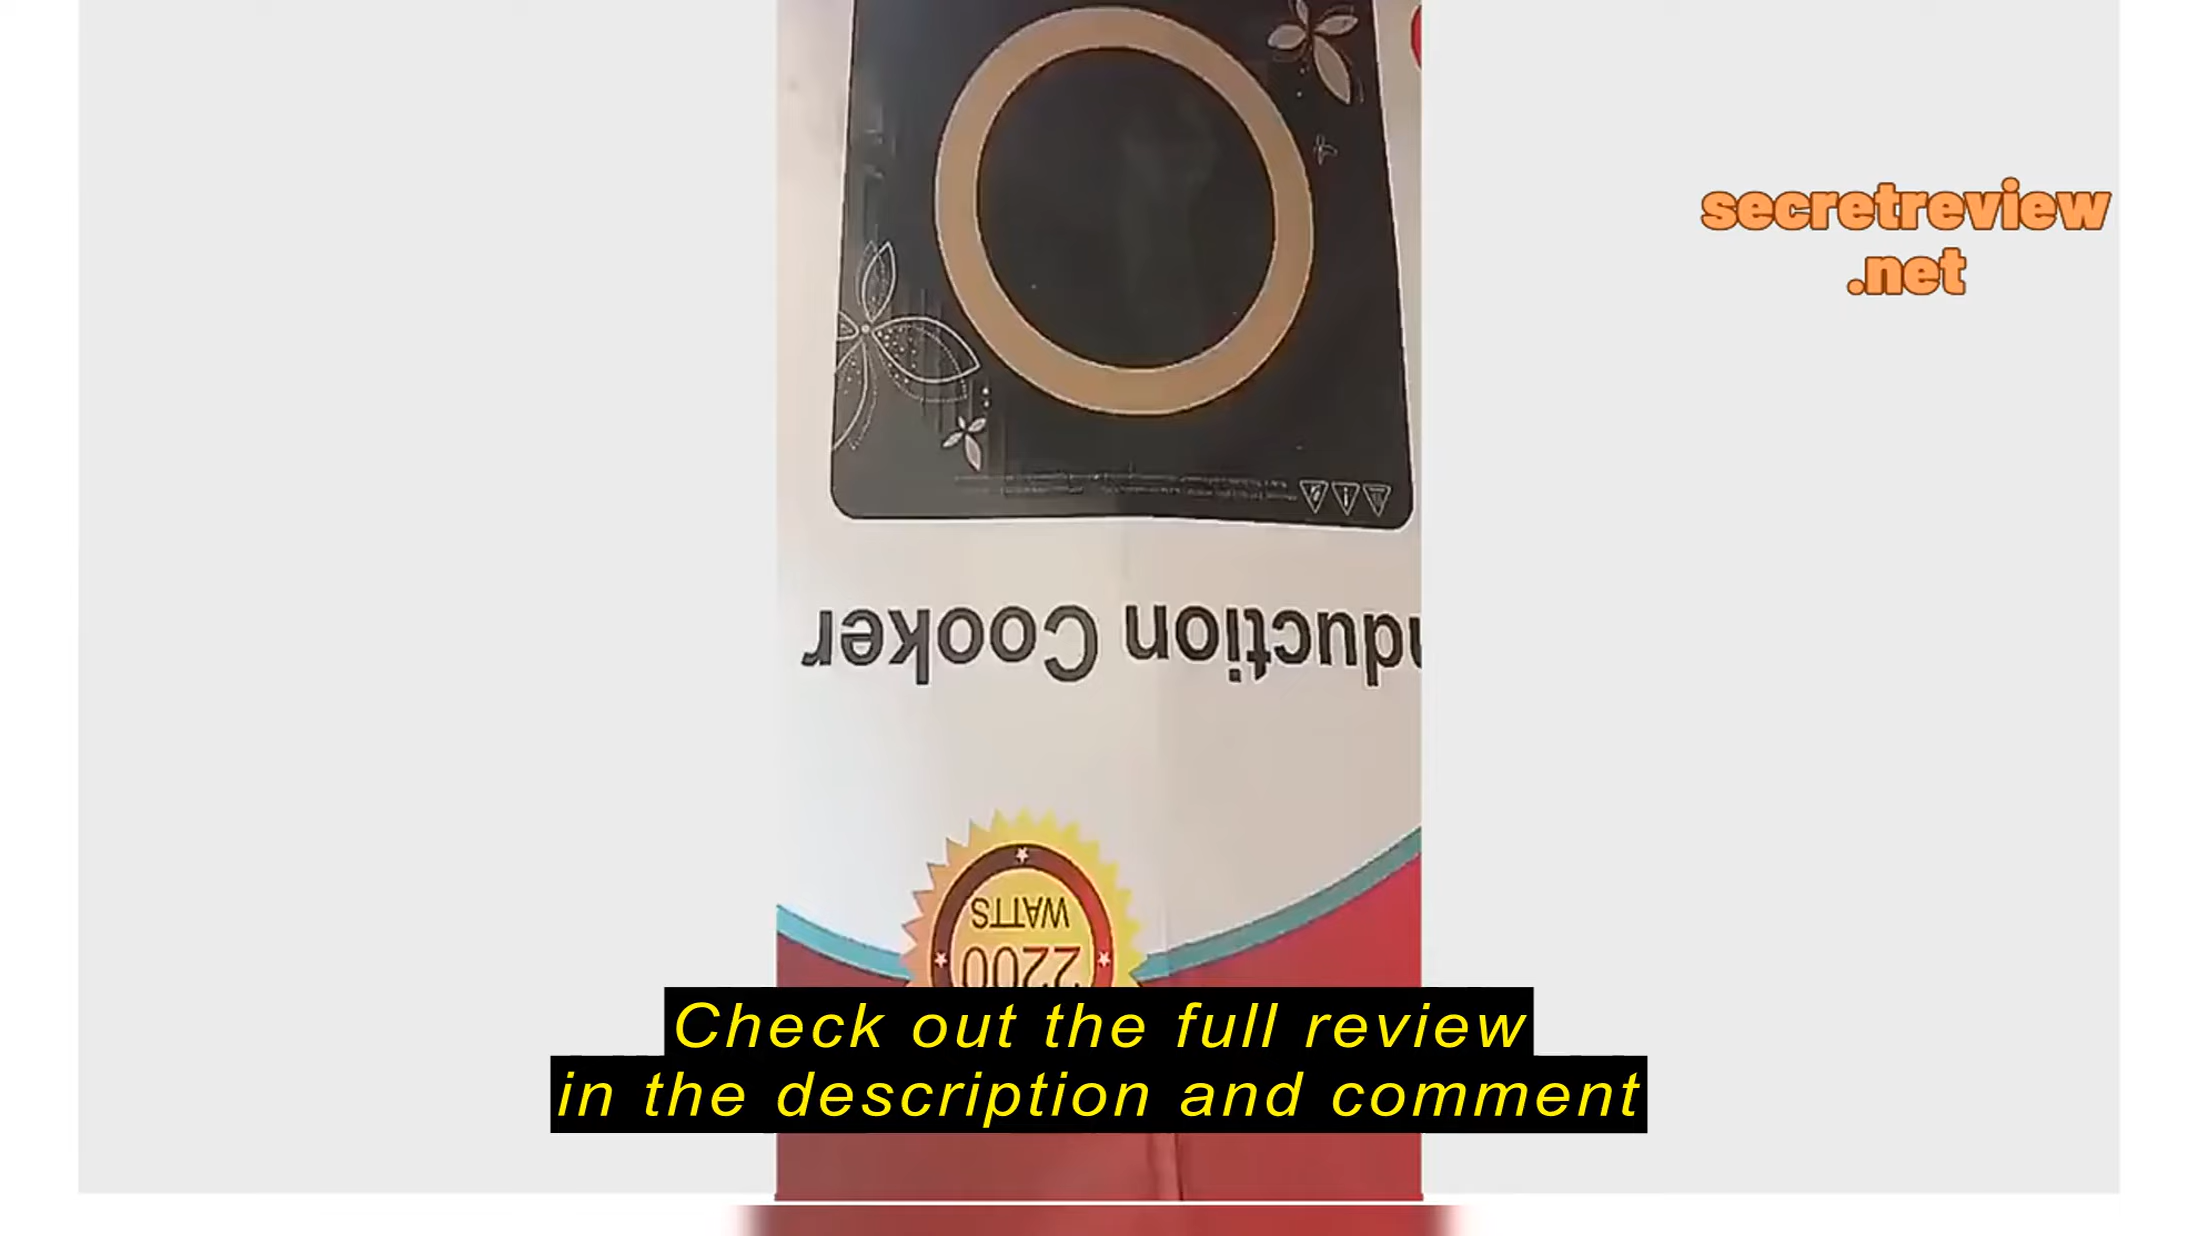 secretreview
.net
nduction Cooker
WATTS
2200
Check out the full review
in the description and comment